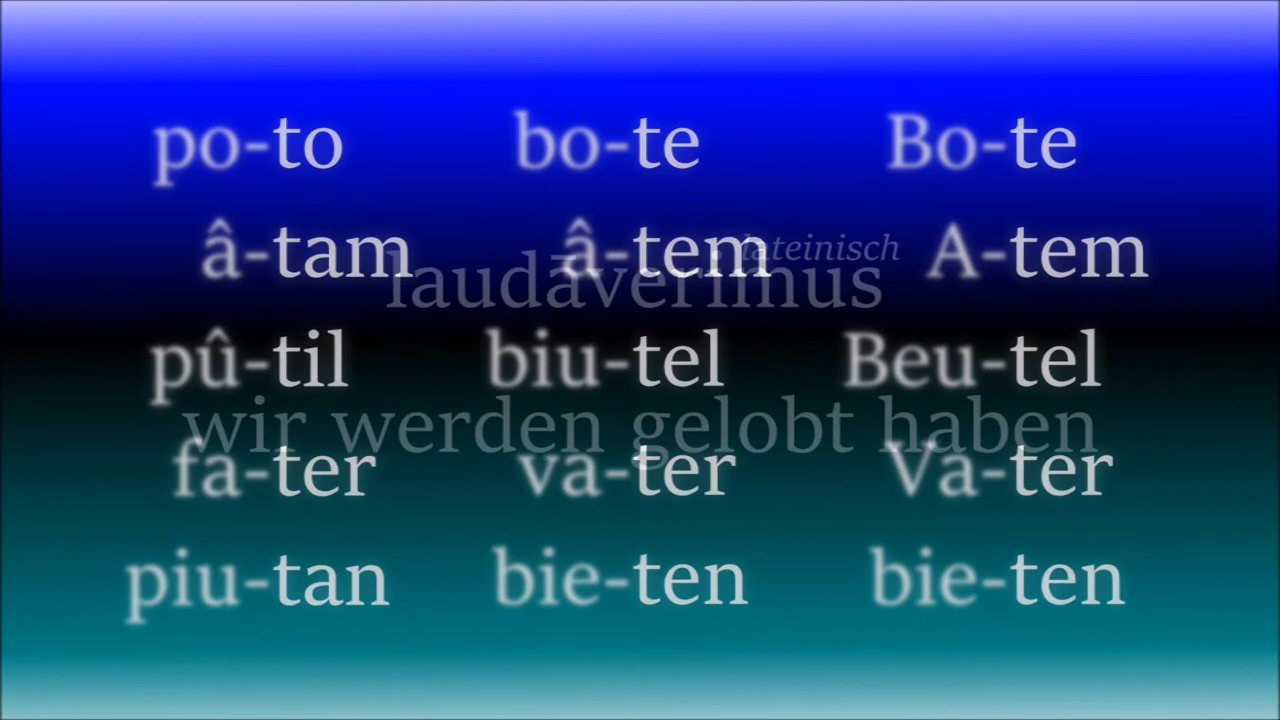 po-to bo-te Bo-te
â-tam â-tem A-tem
lateinisch
laudāverimus
pû-til biu-tel Beu-tel
wir werden gelobt haben
fa-ter va-ter Va-ter
piu-tan bie-ten bie-ten